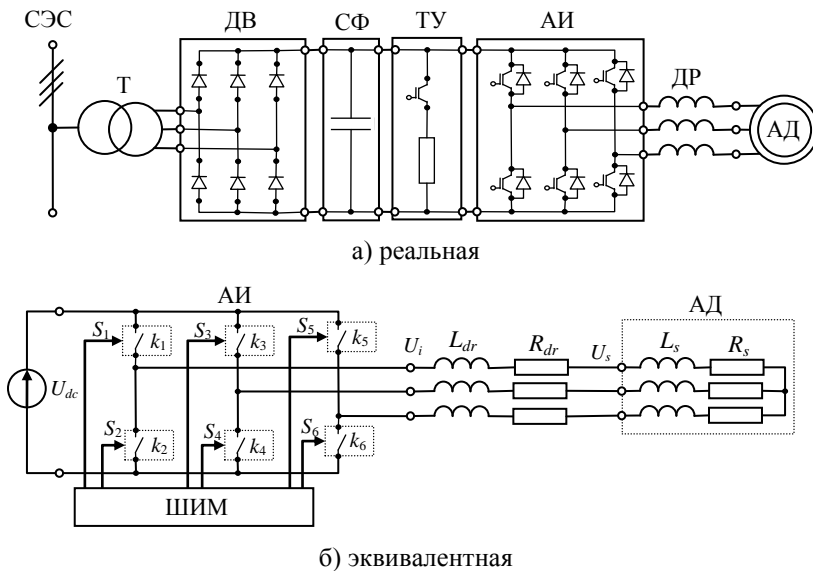 СЭС
Т
ДВ
СФ
ТУ
АИ
ДР
АД
а) реальная
АИ
АД
S1
k1
S3
k3
S5
k5
Ui
Ldr
Rdr
Us
Ls
Rs
Udc
S2
k2
S4
k4
S6
k6
ШИМ
б) эквивалентная